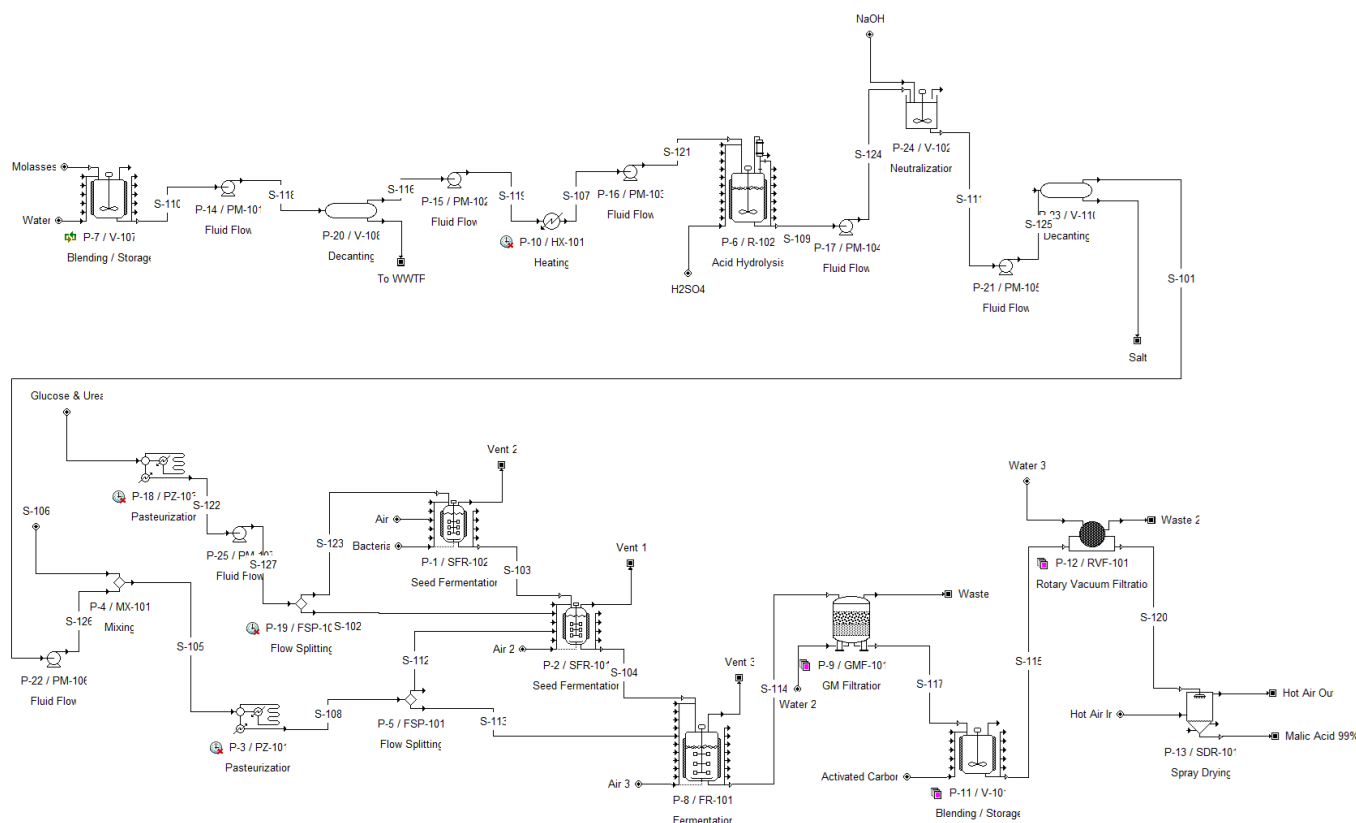 NaOH
Molasses
Water
S-110
P-7 / V-107
Blending / Storage
P-14 / PM-101
Fluid Flow
S-118
P-20 / V-108
Decanting
S-116
To WWTF
P-15 / PM-102
Fluid Flow
S-119
P-10 / HX-101
Heating
S-107
P-16 / PM-103
Fluid Flow
S-121
P-6 / R-102
Acid Hydrolysis
H2SO4
S-109
P-17 / PM-104
Fluid Flow
S-124
P-24 / V-102
Neutralization
S-111
P-21 / PM-105
Fluid Flow
S-125
P-23 / V-110
Decanting
S-101
Salt
Glucose & Urea
P-18 / PZ-103
Pasteurization
S-122
S-106
P-25 / PM-107
Fluid Flow
S-127
S-123
P-4 / MX-101
Mixing
S-126
P-22 / PM-106
Fluid Flow
S-105
P-19 / FSP-10
S-102
Flow Splitting
Vent 2
Air
Bacteria
P-1 / SFR-102
Seed Fermentation
S-103
Vent 1
Air 2
P-2 / SFR-101
Seed Fermentation
S-112
S-104
P-3 / PZ-101
Pasteurization
S-108
P-5 / FSP-101
Flow Splitting
S-113
Vent 3
Air 3
P-8 / FR-101
Fermentation
S-114
Waste
P-9 / GMF-101
GM Filtration
Water 2
S-117
Activated Carbon
P-11 / V-101
Blending / Storage
S-115
Water 3
Waste 2
P-12 / RVF-101
Rotary Vacuum Filtratio
S-120
Hot Air In
Hot Air Out
P-13 / SDR-101
Spray Drying
Malic Acid 99%